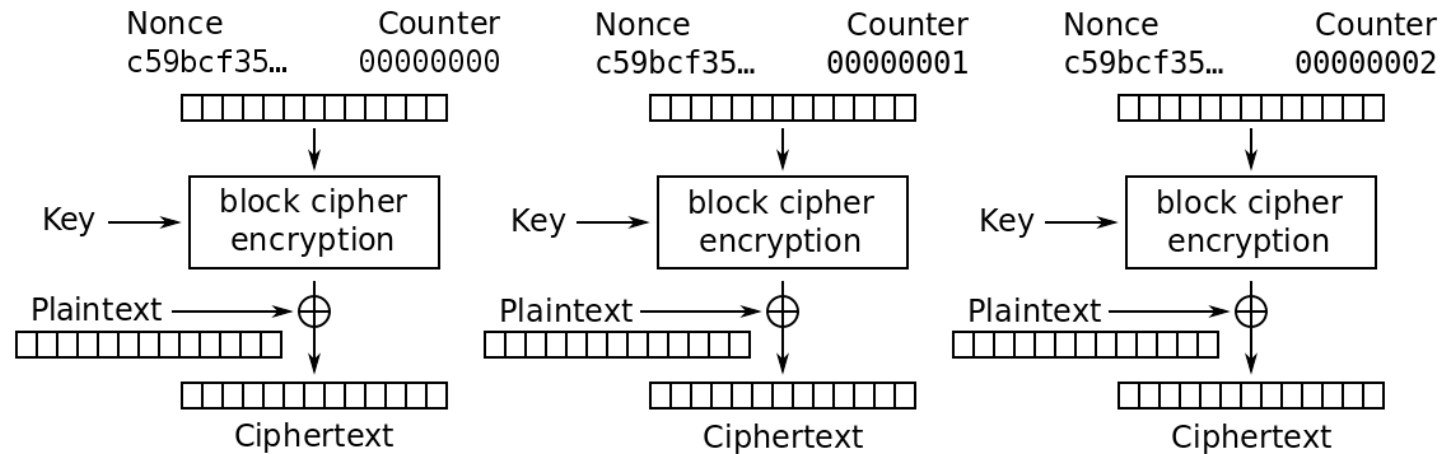 Nonce Counter Nonce Counter Nonce Counter
c59bcf35… 00000000 c59bcf35… 00000001 c59bcf35… 00000002
block cipher block cipher block cipher
Key encryption Key encryption Key encryption
Plaintext Plaintext Plaintext
Ciphertext Ciphertext Ciphertext